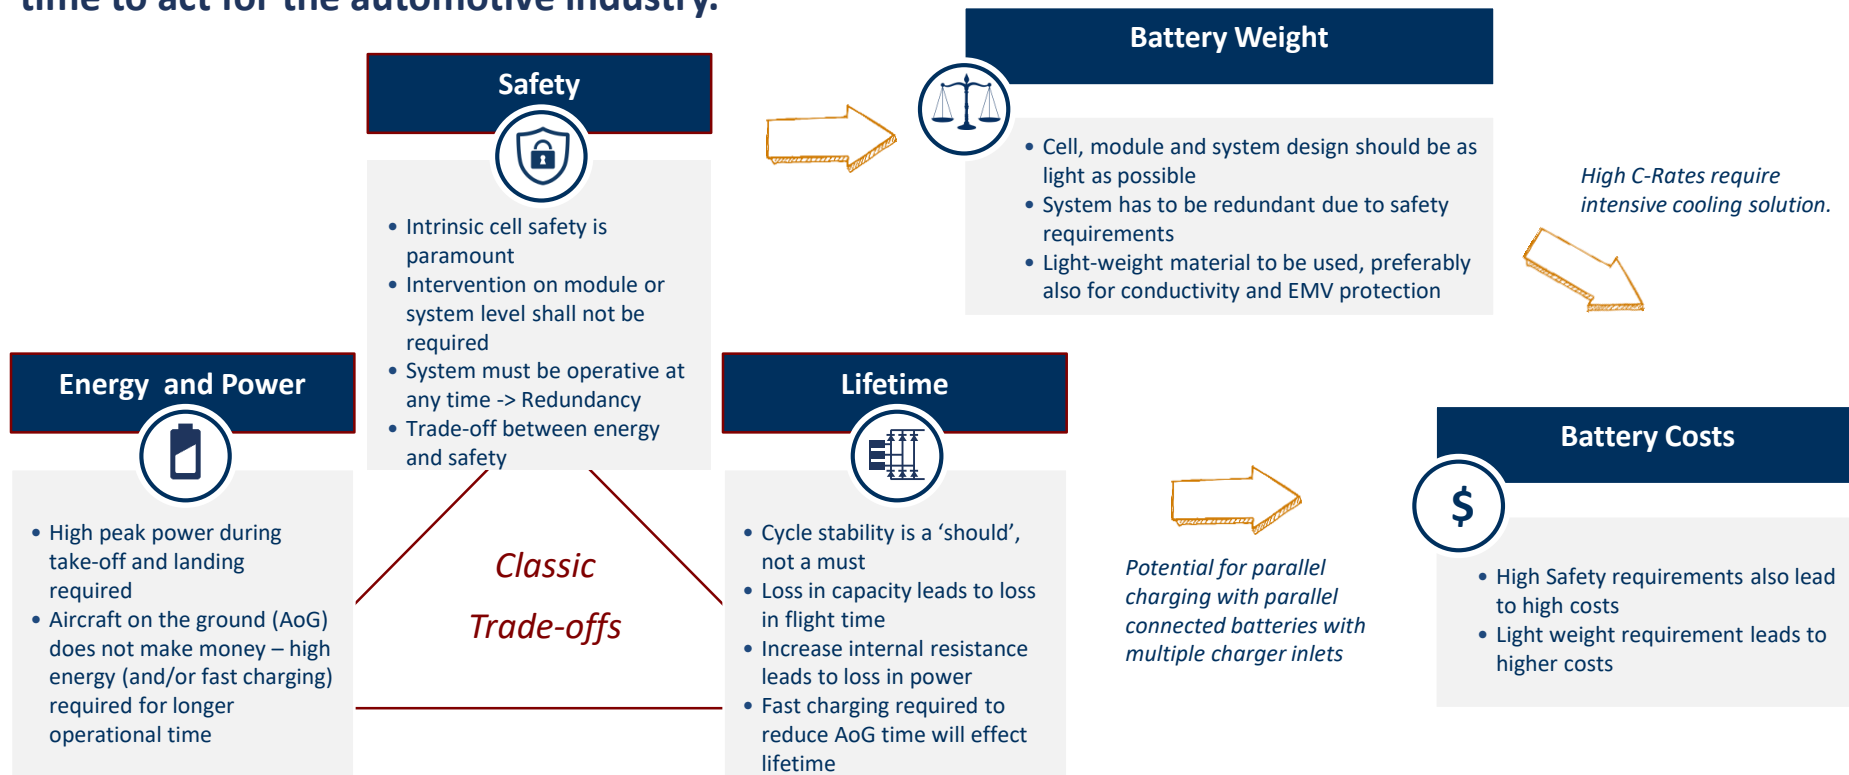 time to act for the automotive industry.
Safety
• Intrinsic cell safety is
paramount
• Intervention on module or
system level shall not be
required
• System must be operative at
any time -> Redundancy
• Trade-off between energy
and safety
Battery Weight
• Cell, module and system design should be as
light as possible
• System has to be redundant due to safety
requirements
• Light-weight material to be used, preferably
also for conductivity and EMV protection
High C-Rates require
intensive cooling solution.
Energy and Power
• High peak power during
take-off and landing
required
• Aircraft on the ground (AoG)
does not make money – high
energy (and/or fast charging)
required for longer
operational time
Classic
Trade-offs
Lifetime
• Cycle stability is a ‘should’,
not a must
• Loss in capacity leads to loss
in flight time
• Increase internal resistance
leads to loss in power
• Fast charging required to
reduce AoG time will effect
lifetime
Potential for parallel
charging with parallel
connected batteries with
multiple charger inlets
Battery Costs
$
• High Safety requirements also lead
to high costs
• Light weight requirement leads to
higher costs